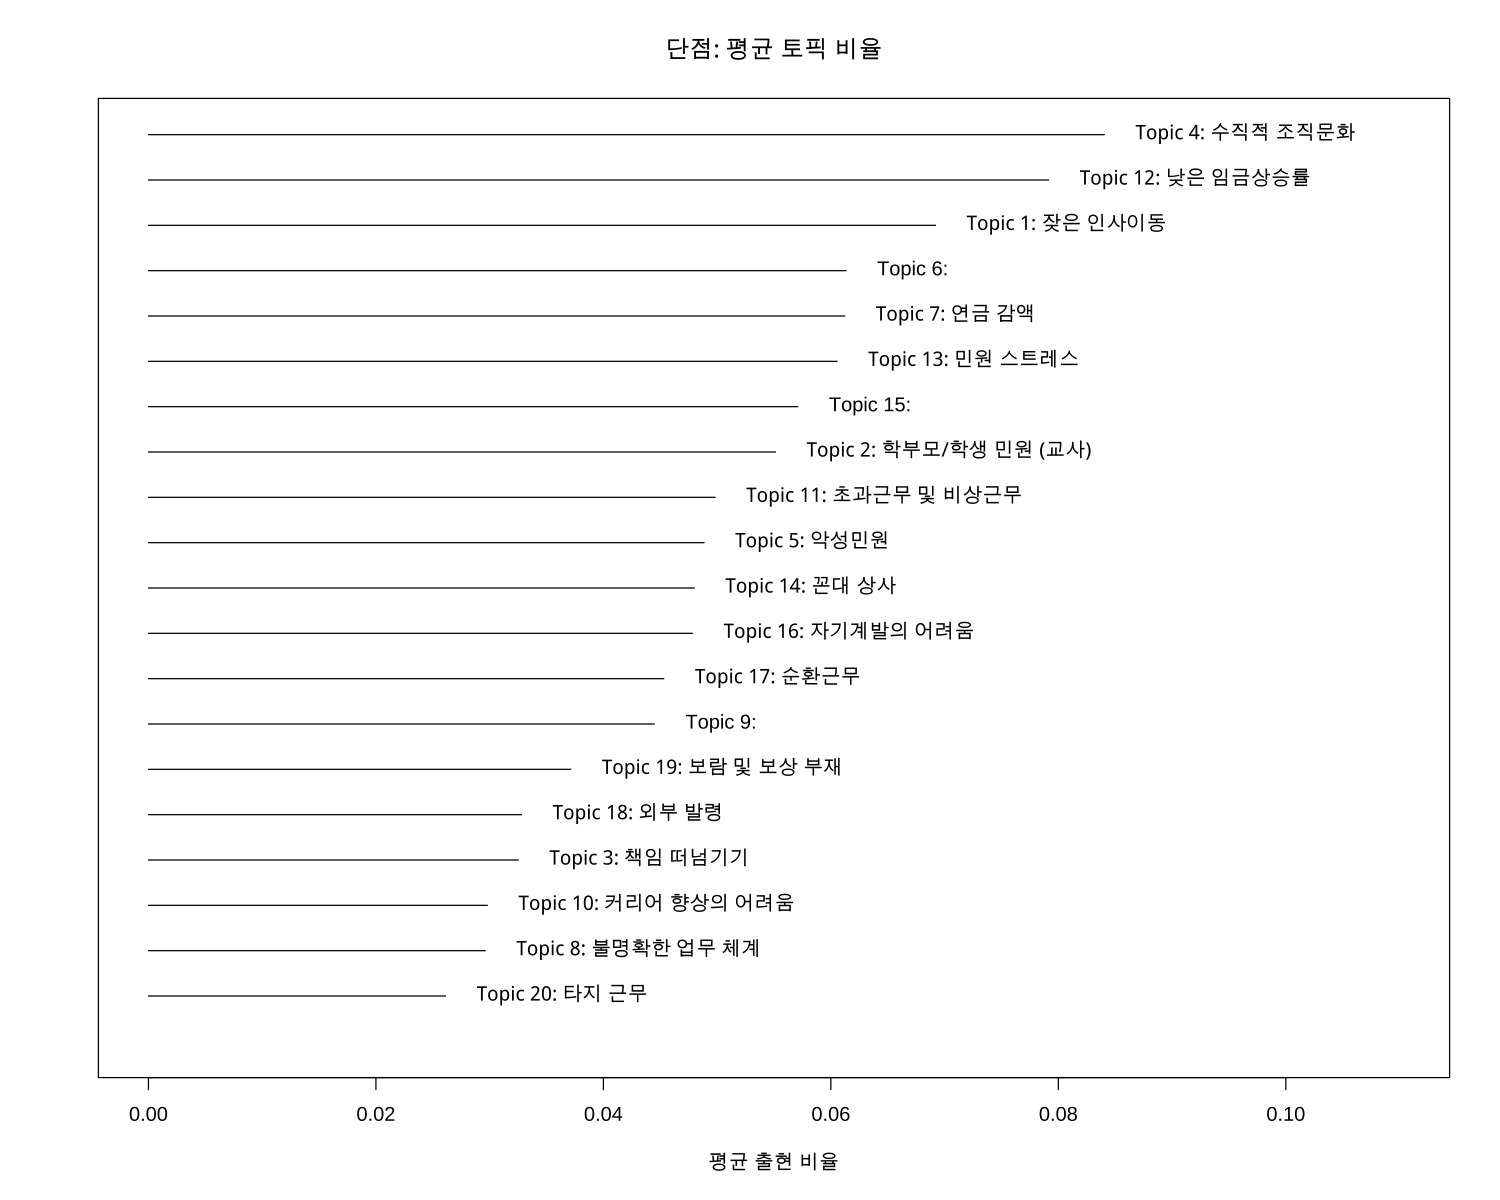 단점: 평균 토픽 비율
Topic 4: 수직적 조직문화
Topic 12: 낮은 임금상승률
Topic 1: 잦은 인사이동
Topic 6:
Topic 7: 연금 감액
Topic 13: 민원 스트레스
Topic 15:
Topic 2: 학부모/학생 민원 (교사)
Topic 11: 초과근무 및 비상근무
Topic 5: 악성민원
Topic 14: 꼰대 상사
Topic 16: 자기계발의 어려움
Topic 17: 순환근무
Topic 9:
Topic 19: 보람 및 보상 부재
Topic 18: 외부 발령
Topic 3: 책임 떠넘기기
Topic 10: 커리어 향상의 어려움
Topic 8: 불명확한 업무 체계
Topic 20: 타지 근무
0.00 0.02 0.04 0.06 0.08 0.10
평균 출현 비율